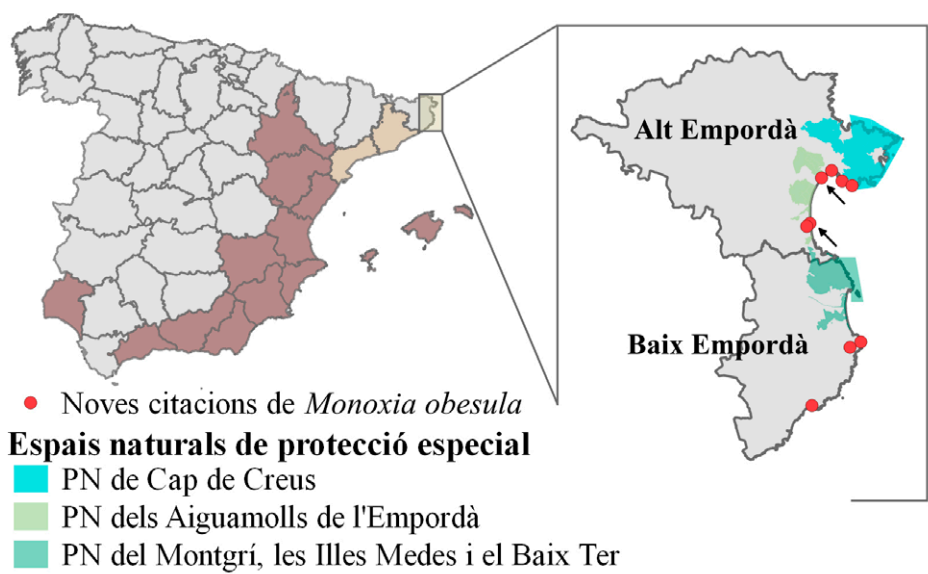 Alt Empordà
Baix Empordà
Noves citacions de Monoxia obesula
Espais naturals de protecció especial
PN de Cap de Creus
PN dels Aiguamolls de l'Empordà
PN del Montgrí, les Illes Medes i el Baix Ter